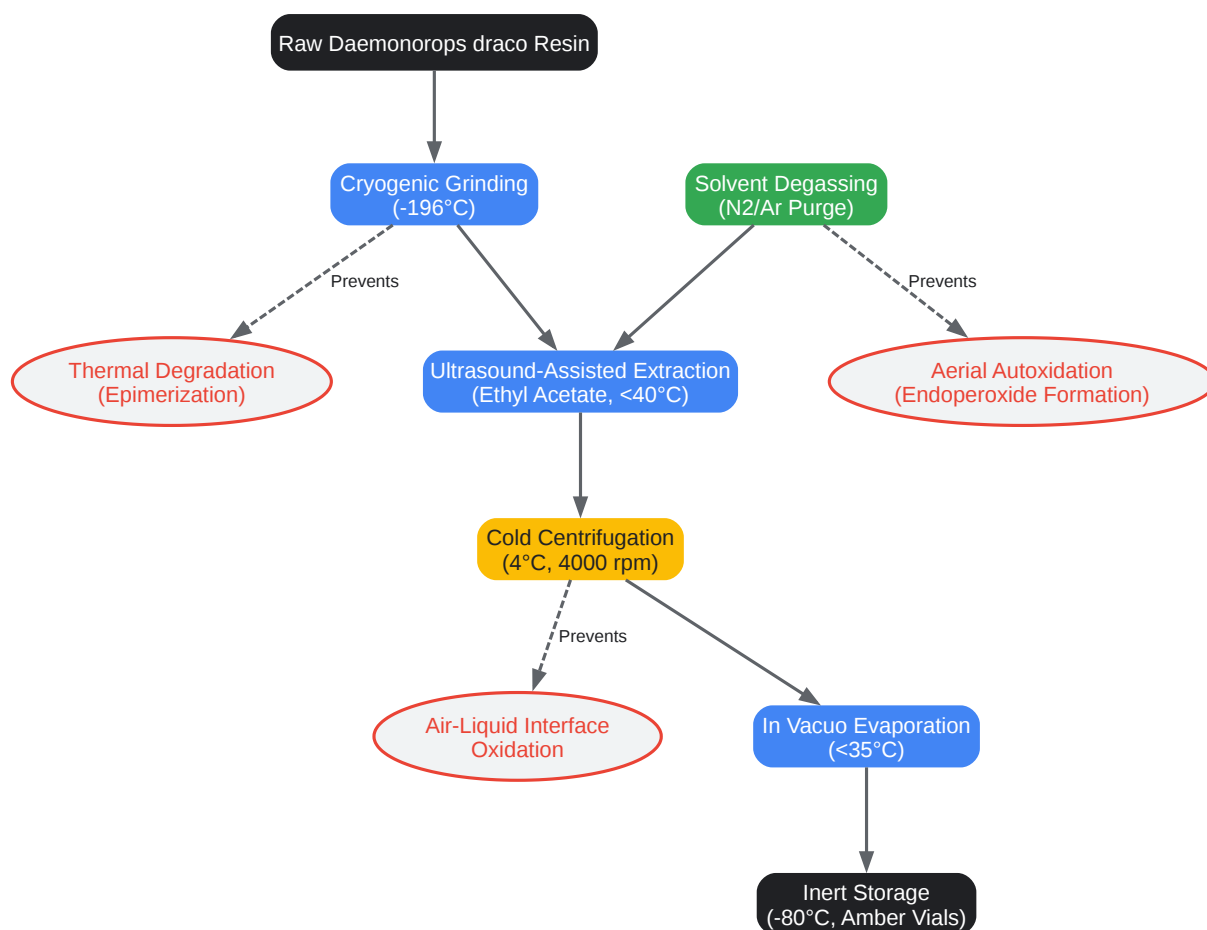 Raw Daemonorops draco Resin
Cryogenic Grinding
(-196°C)
Solvent Degassing
(N2/Ar Purge)
Prevents
Prevents
Thermal Degradation
(Epimerization)
Ultrasound-Assisted Extraction
(Ethyl Acetate, <40°C)
Aerial Autoxidation
(Endoperoxide Formation)
Cold Centrifugation
(4°C, 4000 rpm)
Prevents
Air-Liquid Interface
Oxidation
In Vacuo Evaporation
(<35°C)
Inert Storage
(-80°C, Amber Vials)